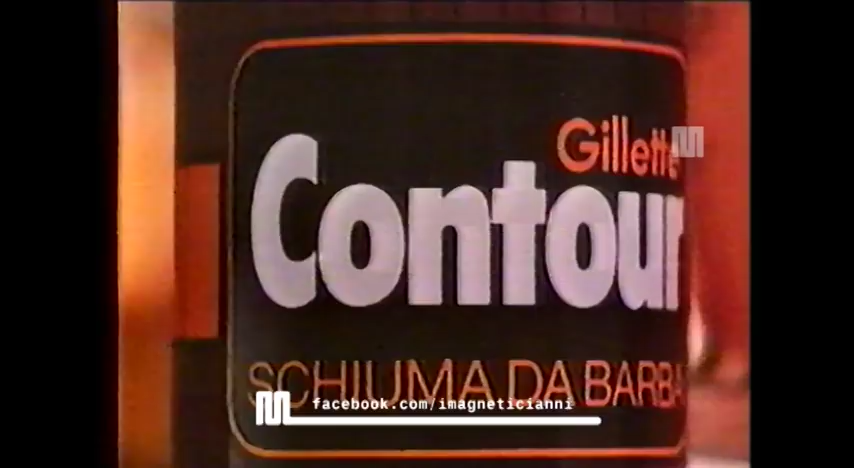 Gillette
Contour
SCHIUMA DA BARBA
facebook.com/imagneticianni